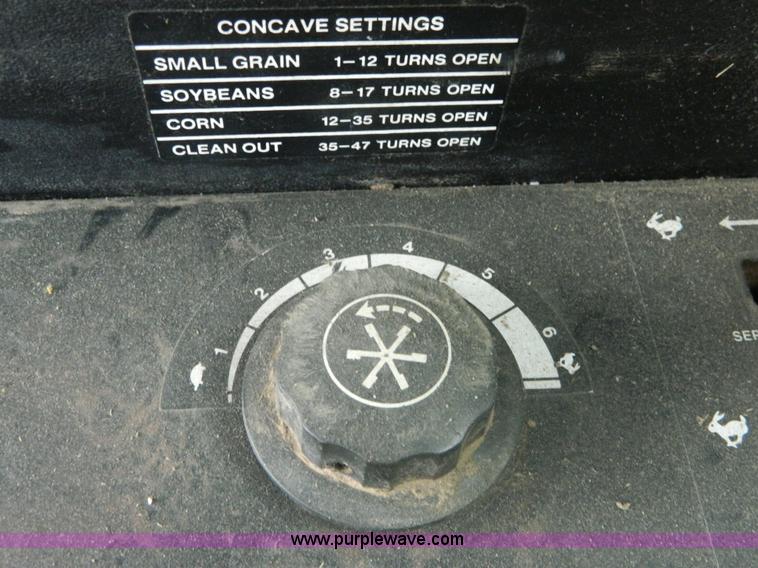 CONCAVE SETTINGS
SMALL GRAIN 1-12 TURNS OPEN
SOYBEANS 8-17 TURNS OPEN
CORN 12-35 TURNS OPEN
CLEAN OUT 35-47 TURNS OPEN
1 2 3 4 5 6
www.purplewave.com